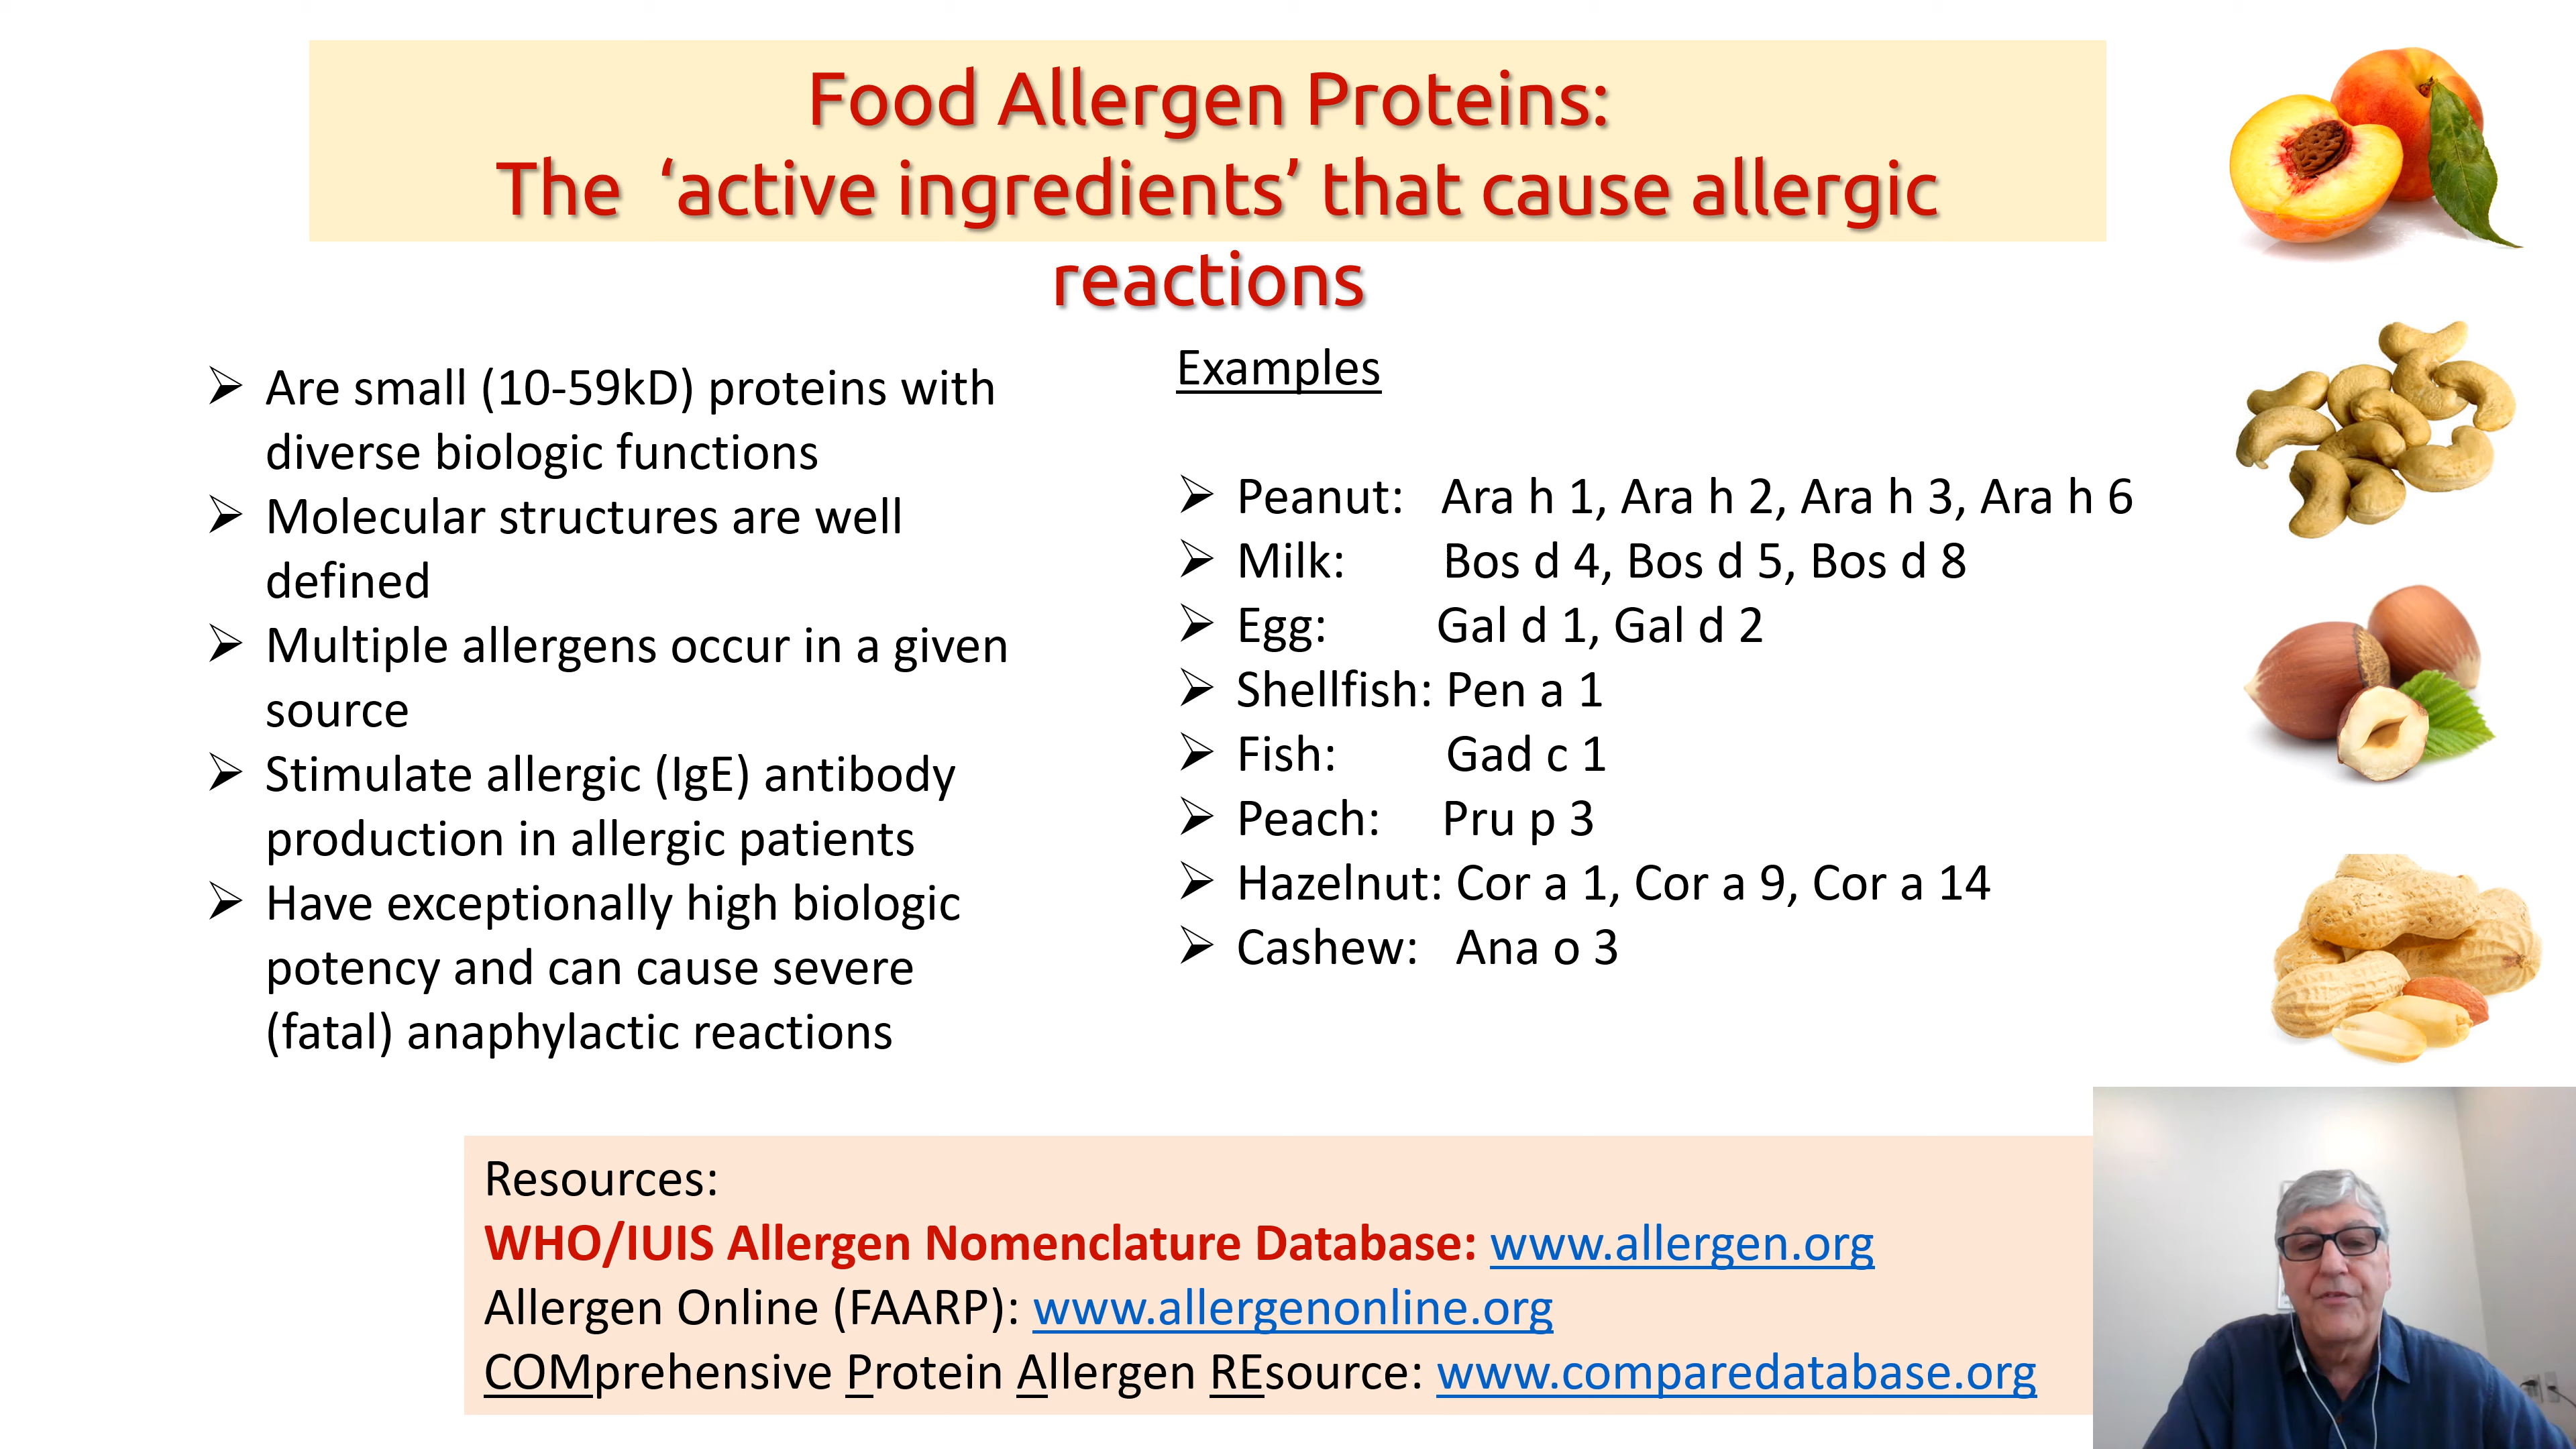 Food Allergen Proteins:
The ‘active ingredients’ that cause allergic
reactions
➢ Are small (10-59kD) proteins with
diverse biologic functions
➢ Molecular structures are well
defined
➢ Multiple allergens occur in a given
source
➢ Stimulate allergic (IgE) antibody
production in allergic patients
➢ Have exceptionally high biologic
potency and can cause severe
(fatal) anaphylactic reactions
Examples
➢ Peanut: Ara h 1, Ara h 2, Ara h 3, Ara h 6
➢ Milk: Bos d 4, Bos d 5, Bos d 8
➢ Egg: Gal d 1, Gal d 2
➢ Shellfish: Pen a 1
➢ Fish: Gad c 1
➢ Peach: Pru p 3
➢ Hazelnut: Cor a 1, Cor a 9, Cor a 14
➢ Cashew: Ana o 3
Resources:
WHO/IUIS Allergen Nomenclature Database: www.allergen.org
Allergen Online (FAARP): www.allergenonline.org
COMprehensive Protein Allergen REsource: www.comparedatabase.org